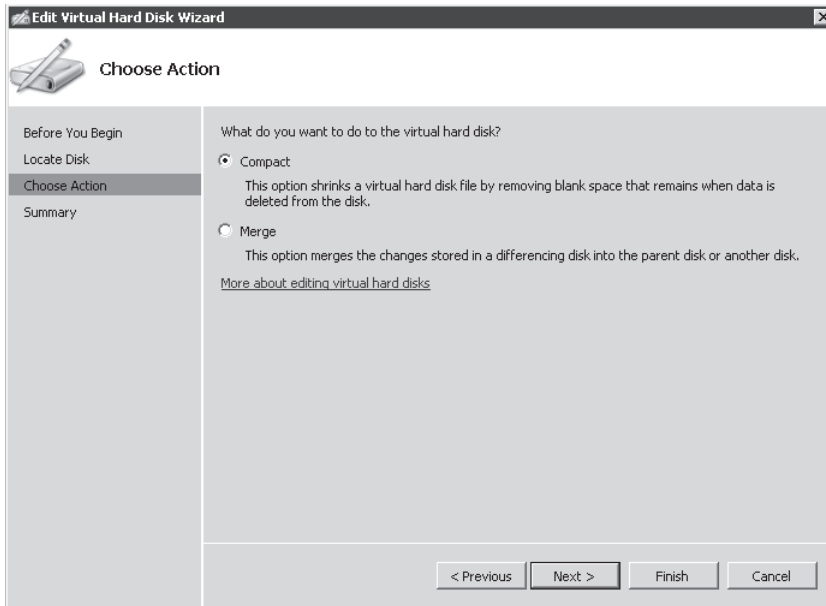 Edit Virtual Hard Disk Wizard
Choose Action
Before You Begin
Locate Disk
Choose Action
Summary
What do you want to do to the virtual hard disk?
Compact
This option shrinks a virtual hard disk file by removing blank space that remains when data is
deleted from the disk.
Merge
This option merges the changes stored in a differencing disk into the parent disk or another disk.
More about editing virtual hard disks
< Previous
Next >
Finish
Cancel